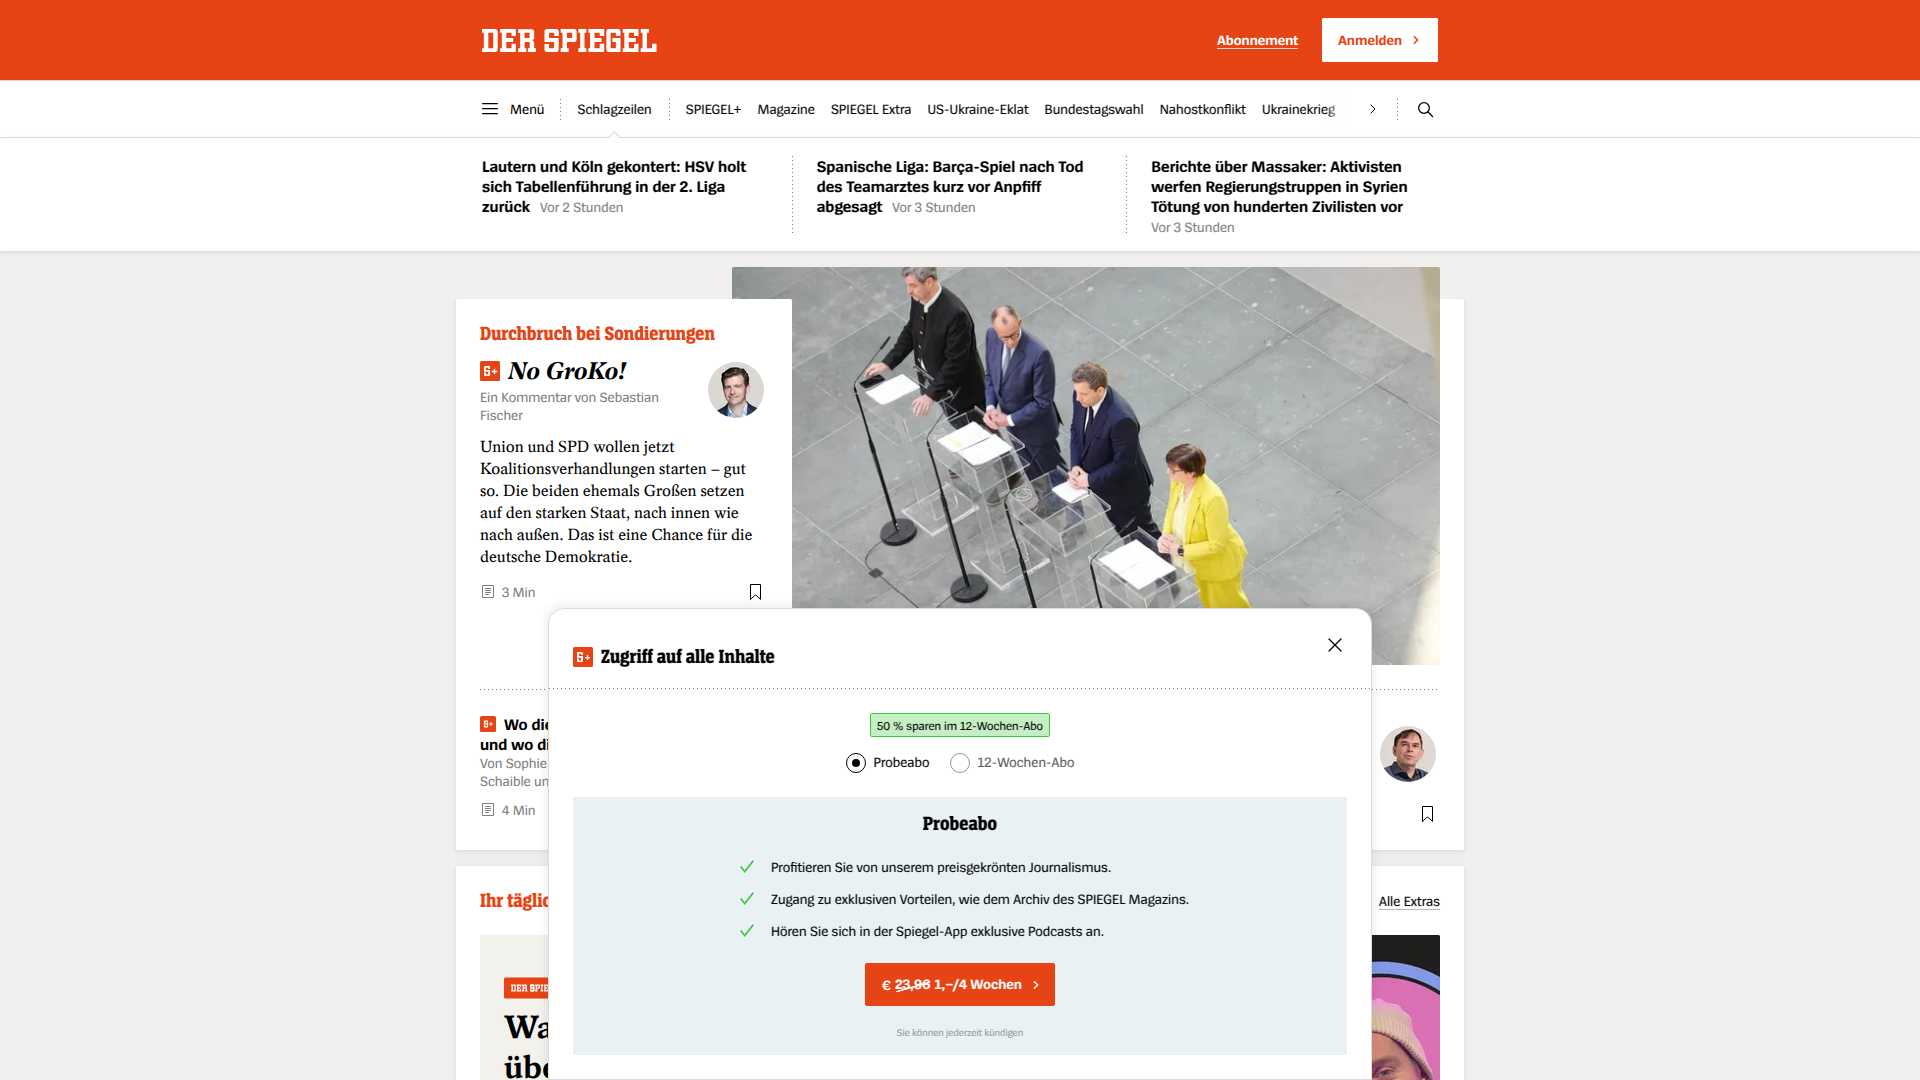 DER SPIEGEL
Abonnement
Anmelden
Menü
Schlagzeilen
SPIEGEL+
Magazine
SPIEGEL Extra
US-Ukraine-Eklat
Bundestagswahl
Nahostkonflikt
Ukrainekrieg
Lautern und Köln gekontert: HSV holt
sich Tabellenführung in der 2. Liga
zurück Vor 2 Stunden
Spanische Liga: Barça-Spiel nach Tod
des Teamarztes kurz vor Anpfiff
abgesagt Vor 3 Stunden
Berichte über Massaker: Aktivisten
werfen Regierungstruppen in Syrien
Tötung von hunderten Zivilisten vor
Vor 3 Stunden
Durchbruch bei Sondierungen
S+ No GroKo!
Ein Kommentar von Sebastian
Fischer
Union und SPD wollen jetzt
Koalitionsverhandlungen starten – gut
so. Die beiden ehemals Großen setzen
auf den starken Staat, nach innen wie
nach außen. Das ist eine Chance für die
deutsche Demokratie.
3 Min
S+ Wo die
und wo di
Von Sophie
Schaible un
4 Min
S+ Zugriff auf alle Inhalte
50 % sparen im 12-Wochen-Abo
Probeabo
12-Wochen-Abo
Probeabo
Profitieren Sie von unserem preisgekrönten Journalismus.
Zugang zu exklusiven Vorteilen, wie dem Archiv des SPIEGEL Magazins.
Hören Sie sich in der Spiegel-App exklusive Podcasts an.
€ 23,96 1,–/4 Wochen
Sie können jederzeit kündigen
Ihr täglic
Alle Extras
DER SPIE
Wa
übe